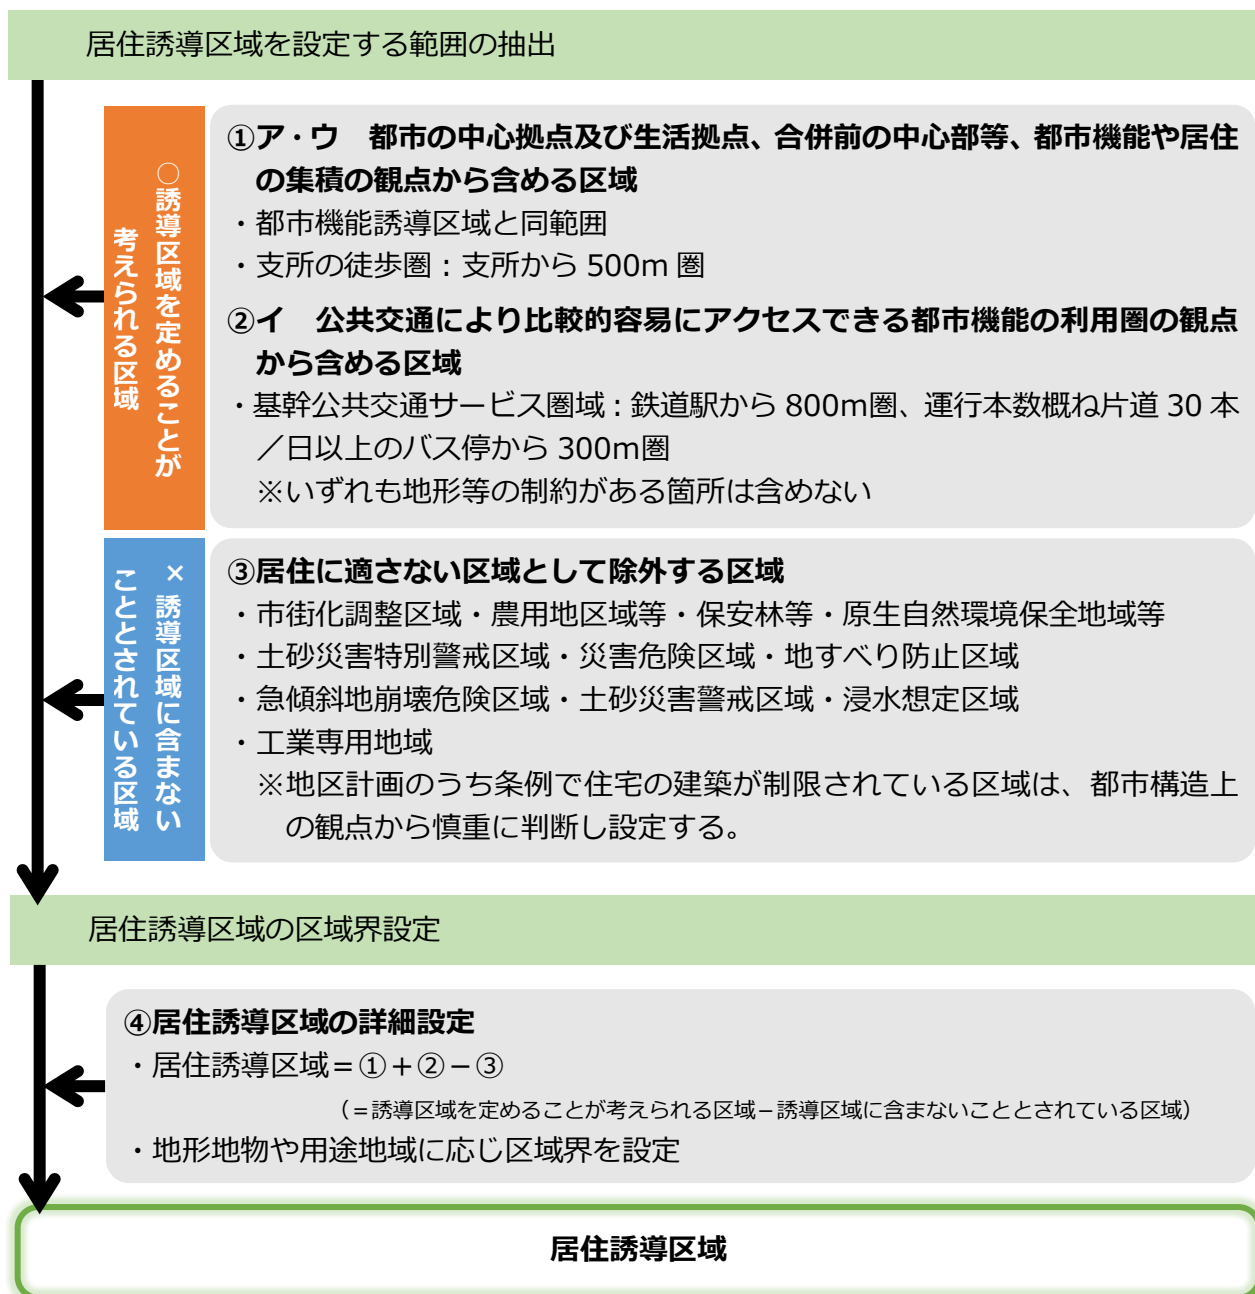 居住誘導区域を設定する範囲の抽出
○誘導区域を定めることが
考えられる区域
①ア・ウ　都市の中心拠点及び生活拠点、合併前の中心部等、都市機能や居住
の集積の観点から含める区域
・都市機能誘導区域と同範囲
・支所の徒歩圏：支所から 500m 圏
②イ　公共交通により比較的容易にアクセスできる都市機能の利用圏の観点
から含める区域
・基幹公共交通サービス圏域：鉄道駅から 800m圏、運行本数概ね片道 30 本
／日以上のバス停から 300m圏
※いずれも地形等の制約がある箇所は含めない
×誘導区域に含まない
こととされている区域
③居住に適さない区域として除外する区域
・市街化調整区域・農用地区域等・保安林等・原生自然環境保全地域等
・土砂災害特別警戒区域・災害危険区域・地すべり防止区域
・急傾斜地崩壊危険区域・土砂災害警戒区域・浸水想定区域
・工業専用地域
※地区計画のうち条例で住宅の建築が制限されている区域は、都市構造上
の観点から慎重に判断し設定する。
居住誘導区域の区域界設定
④居住誘導区域の詳細設定
・居住誘導区域＝①＋②－③
（＝誘導区域を定めることが考えられる区域－誘導区域に含まないこととされている区域）
・地形地物や用途地域に応じ区域界を設定
居住誘導区域